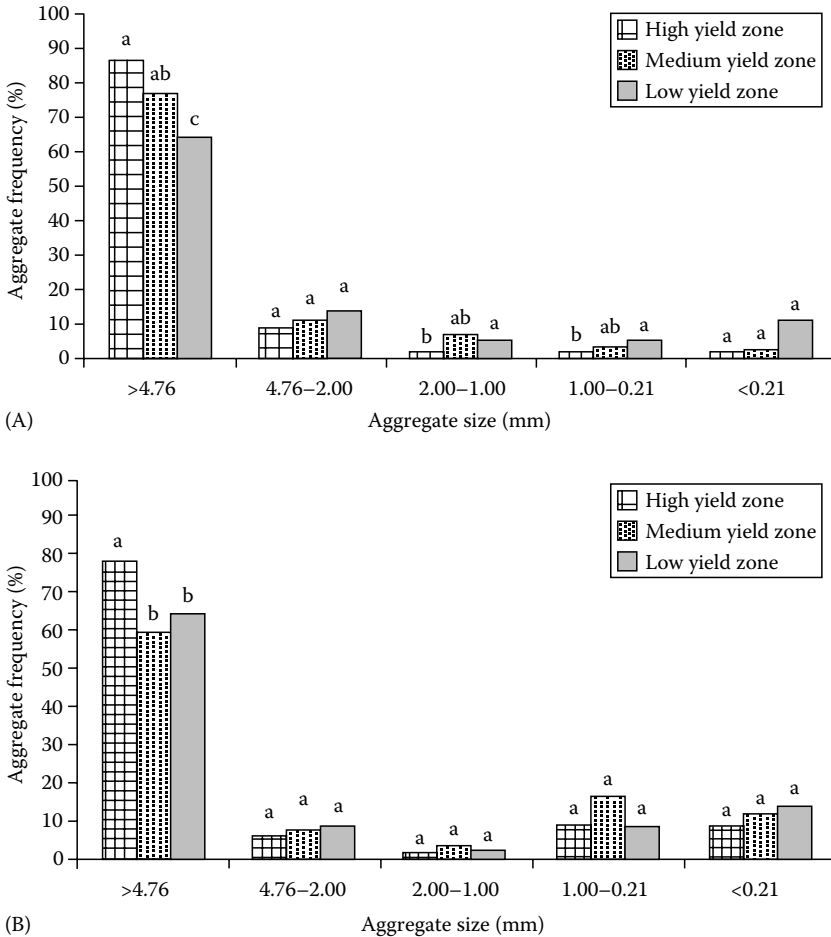 100
90
80
70
60
50
40
30
20
10
0
Aggregate frequency (%)
a
ab
c
a
a
a
b
ab
a
b
ab
a
a
a
a
High yield zone
Medium yield zone
Low yield zone
>4.76
4.76–2.00
2.00–1.00
1.00–0.21
<0.21
(A)
Aggregate size (mm)
100
90
80
70
60
50
40
30
20
10
0
Aggregate frequency (%)
a
b
b
a
a
a
a
a
a
a
a
a
a
a
a
High yield zone
Medium yield zone
Low yield zone
>4.76
4.76–2.00
2.00–1.00
1.00–0.21
<0.21
(B)
Aggregate size (mm)